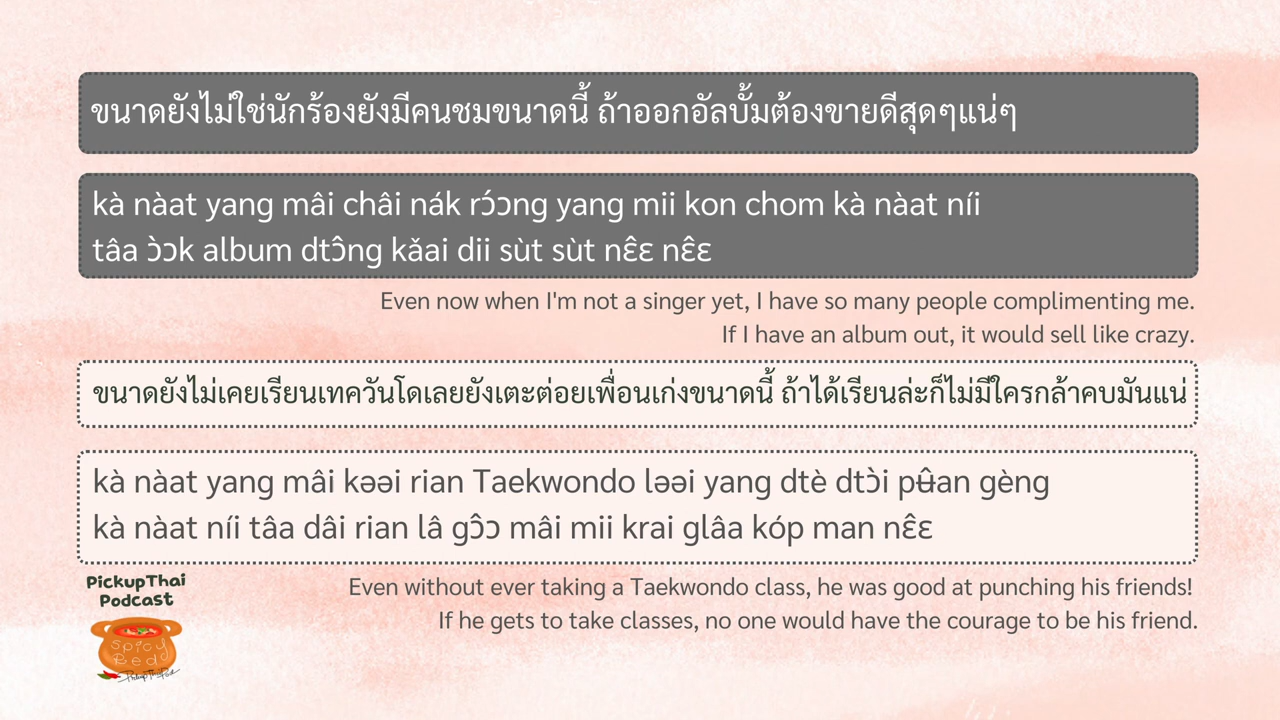 ขนาดยังไม่ใช่นักร้องยังมีคนชมขนาดนี้ ถ้าออกอัลบั้มต้องขายดีสุดๆแน่ๆ
kà nàat yang mâi châi nák rɔ́ɔng yang mii kon chom kà nàat níi
tâa ɔ̀ɔk album dtɔ̂ng kǎai dii sùt sùt nɛ̂ɛ nɛ̂ɛ
Even now when I'm not a singer yet, I have so many people complimenting me.
If I have an album out, it would sell like crazy.
ขนาดยังไม่เคยเรียนเทควันโดเลยยังเตะต่อยเพื่อนเก่งขนาดนี้ ถ้าได้เรียนล่ะก็ไม่มีใครกล้าคบมันแน่
kà nàat yang mâi kəəi rian Taekwondo ləəi yang dtè dtɔ̀i pʉ̂an gèng
kà nàat níi tâa dâi rian lâ gɔ̂ɔ mâi mii krai glâa kóp man nɛ̂ɛ
Even without ever taking a Taekwondo class, he was good at punching his friends!
If he gets to take classes, no one would have the courage to be his friend.
PickupThai
Podcast
Spicy
Red
PickupThaiPod